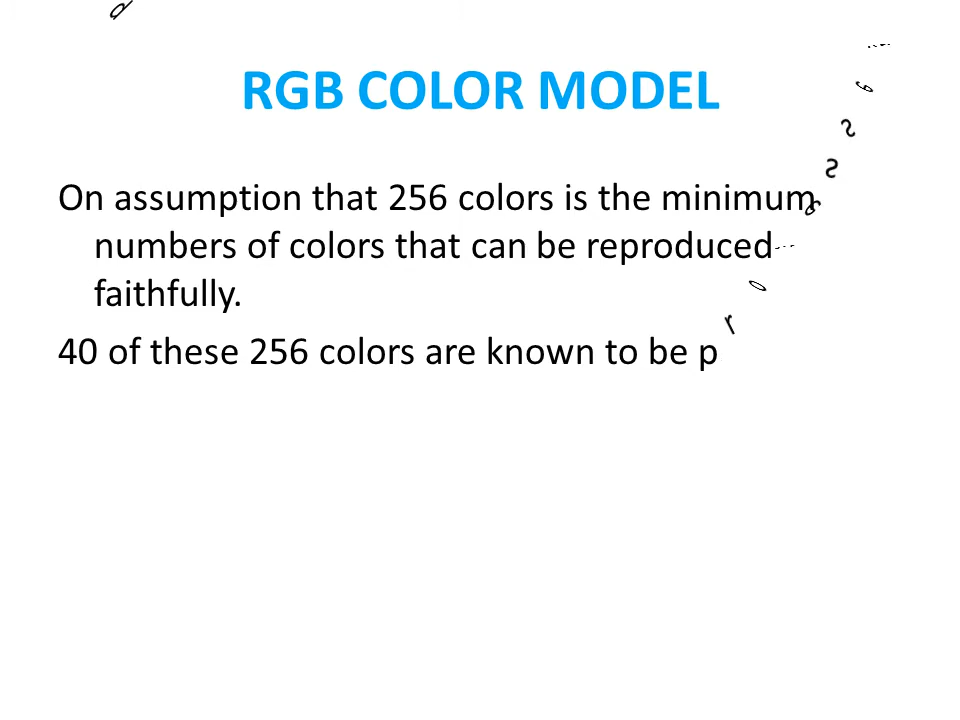 RGB COLOR MODEL
On assumption that 256 colors is the minimum
numbers of colors that can be reproduced
faithfully.
40 of these 256 colors are known to be p